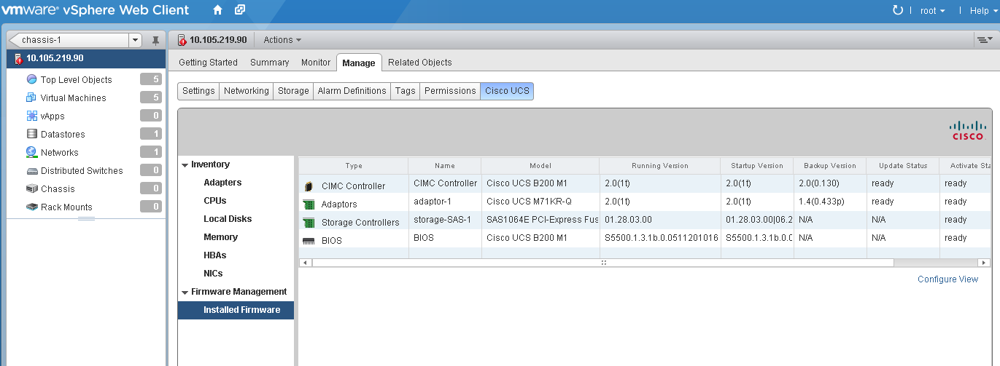 vmware® vSphere Web Client
root
Help
chassis-1
10.105.219.90
Actions
10.105.219.90
Getting Started Summary Monitor Manage Related Objects
Top Level Objects 5
Virtual Machines 5
vApps 0
Datastores 1
Networks 1
Distributed Switches 0
Chassis 0
Rack Mounts 0
Settings Networking Storage Alarm Definitions Tags Permissions Cisco UCS
CISCO
Inventory
Adapters
CPUs
Local Disks
Memory
HBAs
NICs
Firmware Management
Installed Firmware
Type Name Model Running Version Startup Version Backup Version Update Status Activate Sta
CIMC Controller CIMC Controller Cisco UCS B200 M1 2.0(1t) 2.0(1t) 2.0(0.130) ready ready
Adaptors adaptor-1 Cisco UCS M71KR-Q 2.0(1t) 2.0(1t) 1.4(0.433p) ready ready
Storage Controllers storage-SAS-1 SAS1064E PCI-Express Fus 01.28.03.00 01.28.03.00|06.2 N/A N/A ready
BIOS BIOS Cisco UCS B200 M1 S5500.1.3.1b.0.0511201016 S5500.1.3.1b.0.0 N/A N/A ready
Configure View